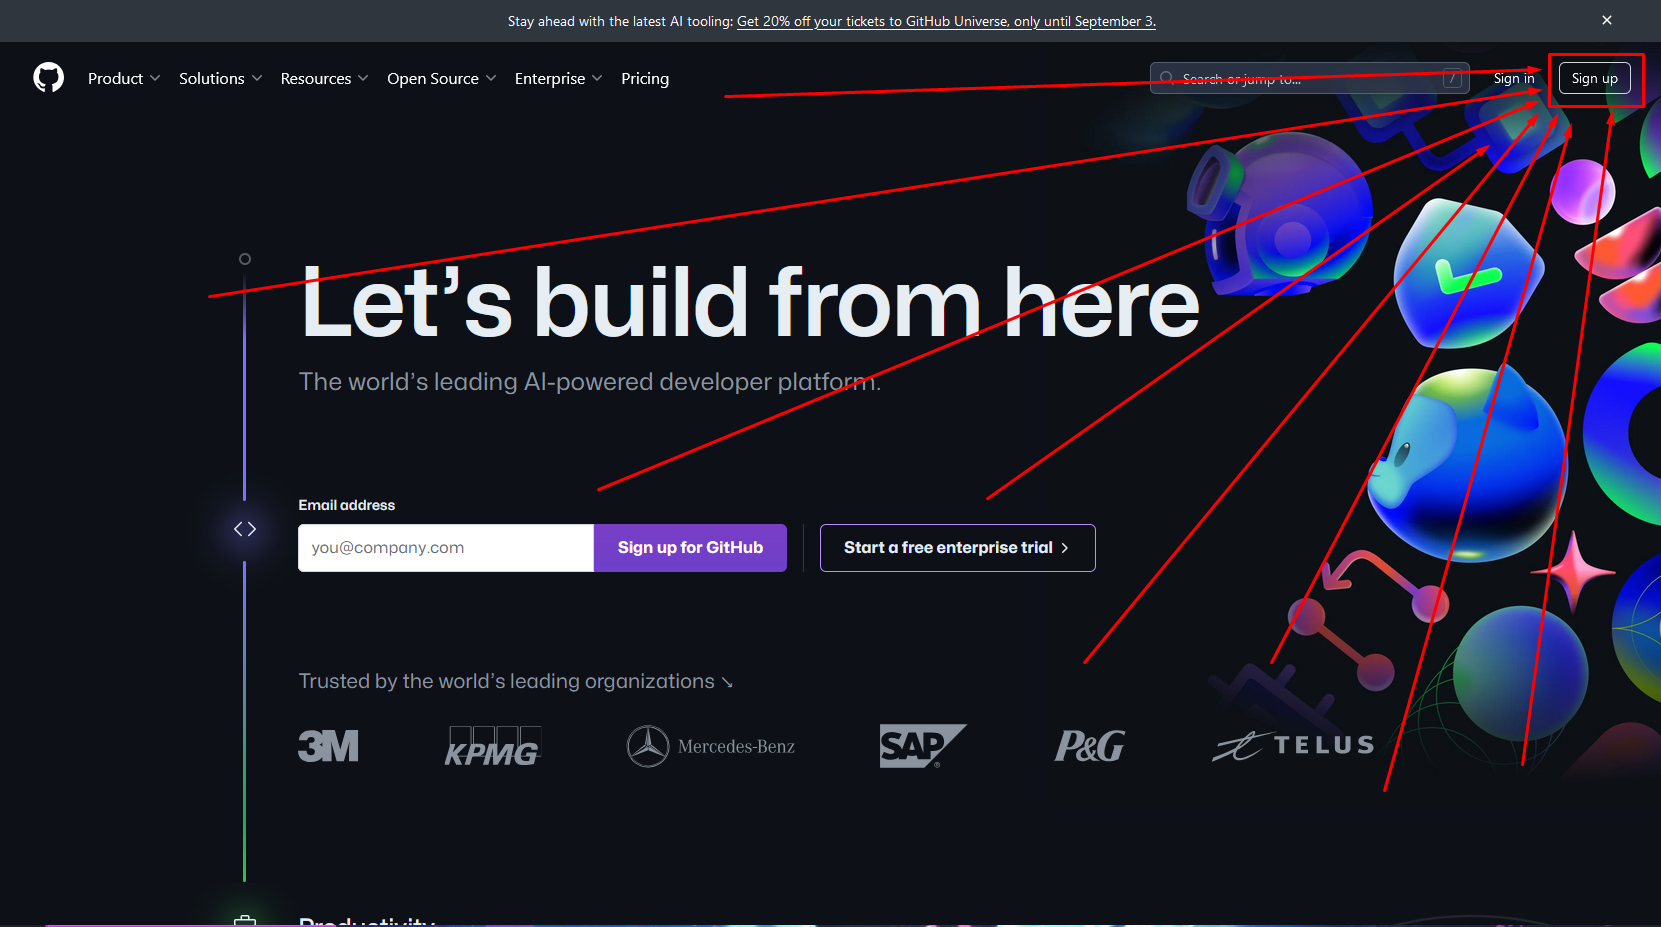 Stay ahead with the latest AI tooling: Get 20% off your tickets to GitHub Universe, only until September 3.
Product Solutions Resources Open Source Enterprise Pricing
Search or jump to... /
Sign in
Sign up
Let's build from here
The world's leading AI-powered developer platform.
Email address
you@company.com
Sign up for GitHub
Start a free enterprise trial
Trusted by the world's leading organizations ↘
3M
KPMG
Mercedes-Benz
SAP ®
P&G
TELUS
Productivity